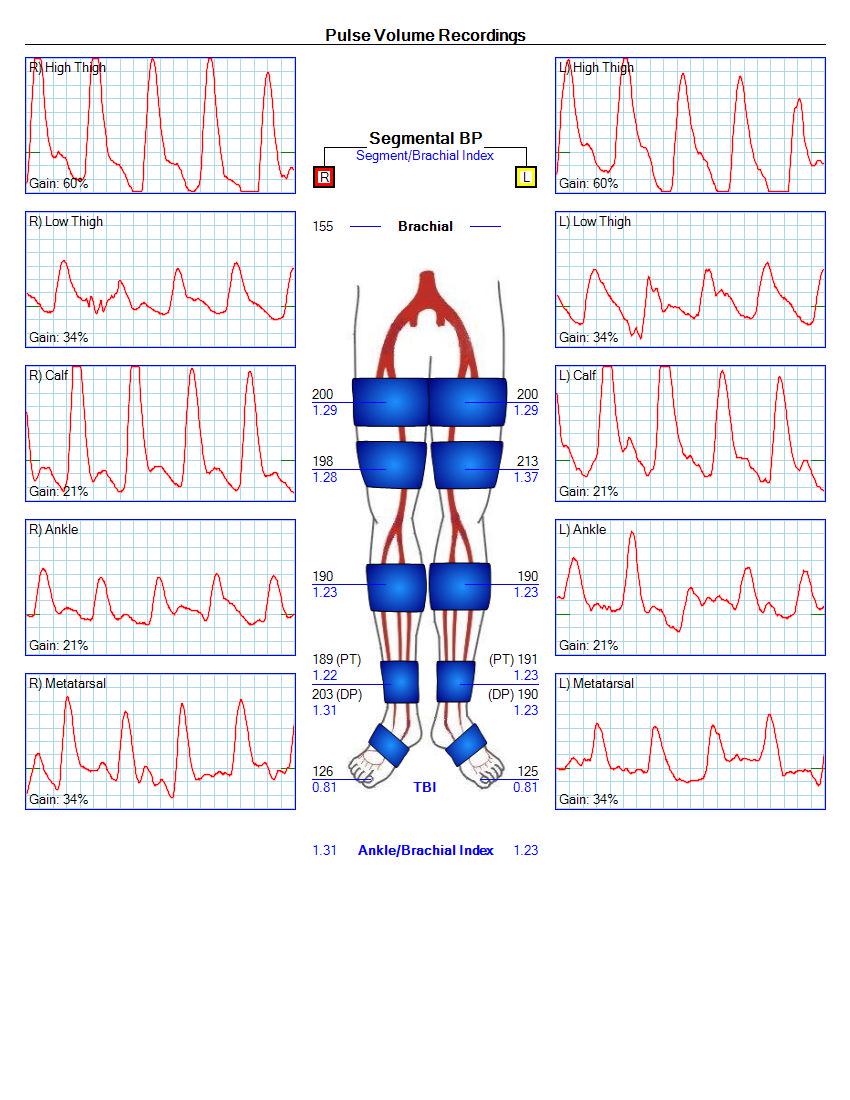 Pulse Volume Recordings
R) High Thigh
Gain: 60%
R) Low Thigh
Gain: 34%
R) Calf
Gain: 21%
R) Ankle
Gain: 21%
R) Metatarsal
Gain: 34%
Segmental BP
Segment/Brachial Index
R L
155 Brachial
200 200
1.29 1.29
198 213
1.28 1.37
190 190
1.23 1.23
189 (PT) (PT) 191
1.22 1.23
203 (DP) (DP) 190
1.31 1.23
126 125
0.81 TBI 0.81
1.31 Ankle/Brachial Index 1.23
L) High Thigh
Gain: 60%
L) Low Thigh
Gain: 34%
L) Calf
Gain: 21%
L) Ankle
Gain: 21%
L) Metatarsal
Gain: 34%